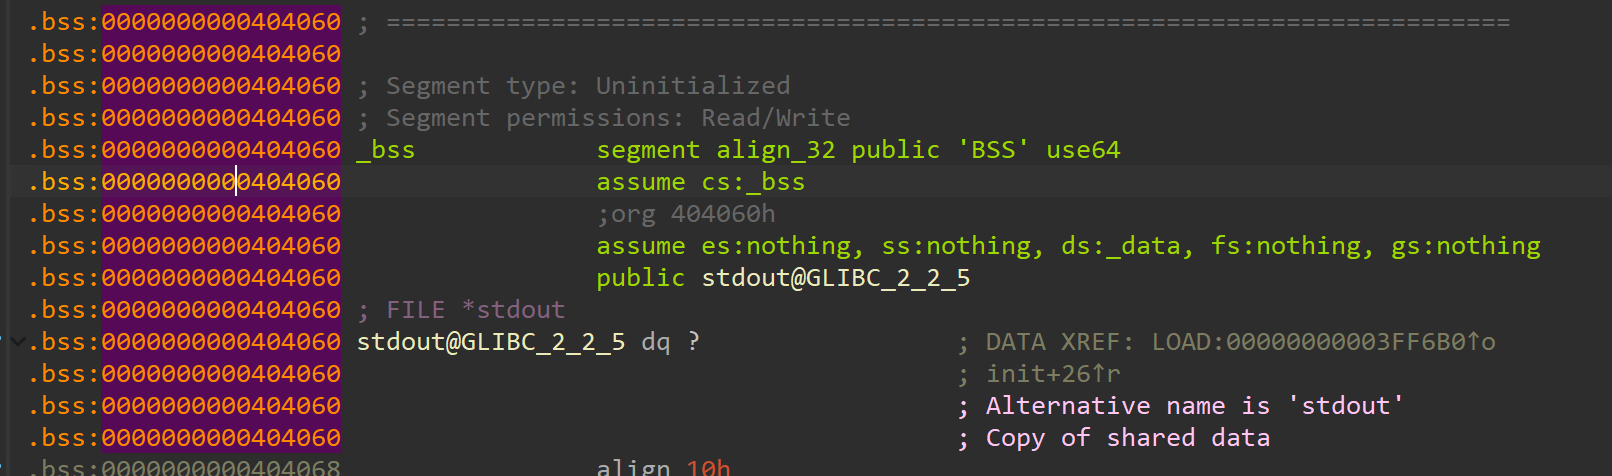 .bss:0000000000404060 ; ===========================================================================
.bss:0000000000404060
.bss:0000000000404060 ; Segment type: Uninitialized
.bss:0000000000404060 ; Segment permissions: Read/Write
.bss:0000000000404060 _bss            segment align_32 public 'BSS' use64
.bss:0000000000404060                 assume cs:_bss
.bss:0000000000404060                 ;org 404060h
.bss:0000000000404060                 assume es:nothing, ss:nothing, ds:_data, fs:nothing, gs:nothing
.bss:0000000000404060                 public stdout@GLIBC_2_2_5
.bss:0000000000404060 ; FILE *stdout
.bss:0000000000404060 stdout@GLIBC_2_2_5 dq ?                 ; DATA XREF: LOAD:00000000003FF6B0↑o
.bss:0000000000404060                                         ; init+26↑r
.bss:0000000000404060                                         ; Alternative name is 'stdout'
.bss:0000000000404060                                         ; Copy of shared data
.bss:0000000000404068                 align 10h